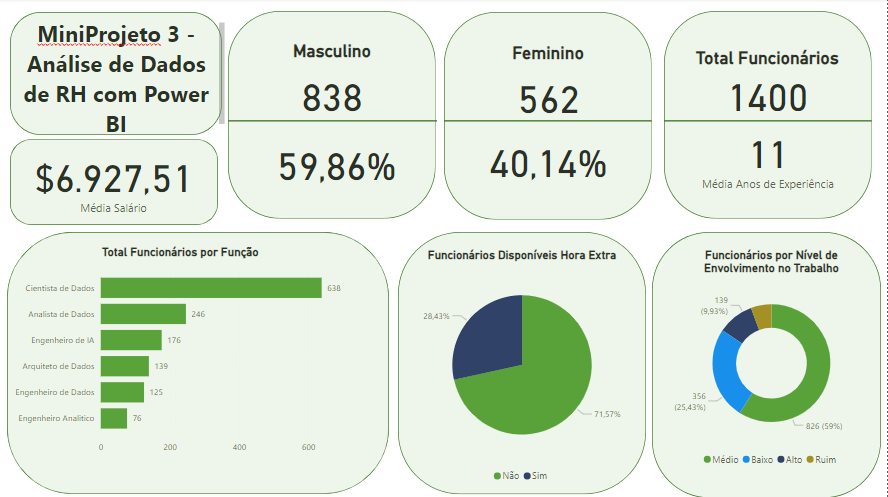 MiniProjeto 3 -
Análise de Dados
de RH com Power
BI
$6.927,51
Média Salário
Masculino
838
59,86%
Feminino
562
40,14%
Total Funcionários
1400
11
Média Anos de Experiência
Total Funcionários por Função
Cientista de Dados 638
Analista de Dados 246
Engenheiro de IA 176
Arquiteto de Dados 139
Engenheiro de Dados 125
Engenheiro Analítico 76
0 200 400 600
Funcionários Disponíveis Hora Extra
28,43%
71,57%
Não Sim
Funcionários por Nível de
Envolvimento no Trabalho
139
(9,93%)
356
(25,43%)
826 (59%)
Médio Baixo Alto Ruim